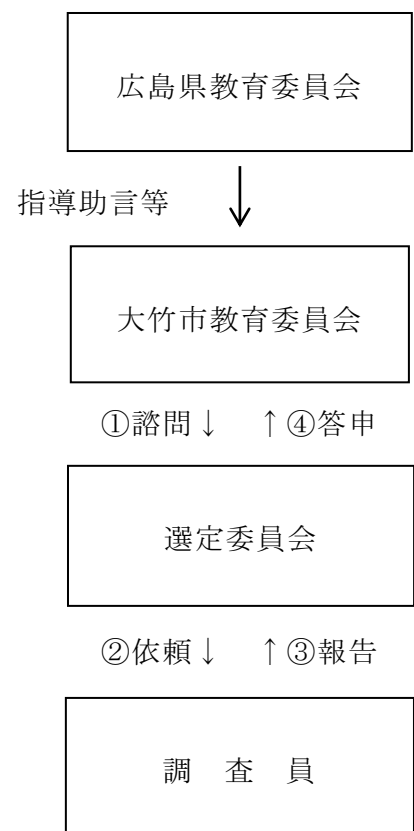 広島県教育委員会
指導助言等
大竹市教育委員会
①諮問↓ ↑④答申
選定委員会
②依頼↓ ↑③報告
調　査　員